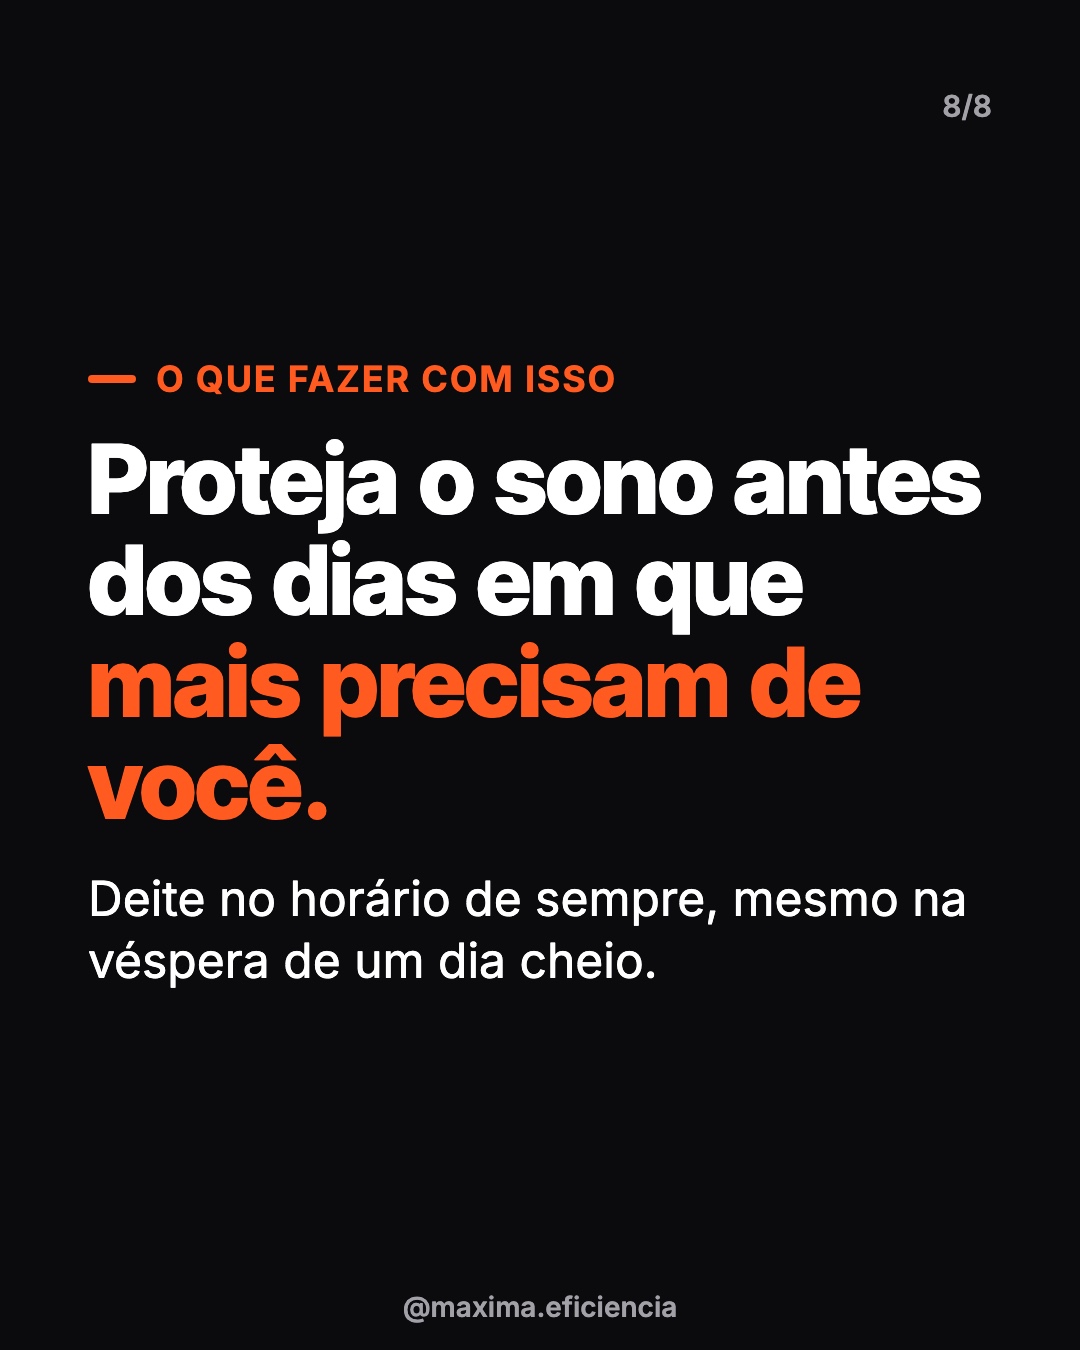 8/8
O QUE FAZER COM ISSO
Proteja o sono antes
dos dias em que
mais precisam de
você.
Deite no horário de sempre, mesmo na
véspera de um dia cheio.
@maxima.eficiencia